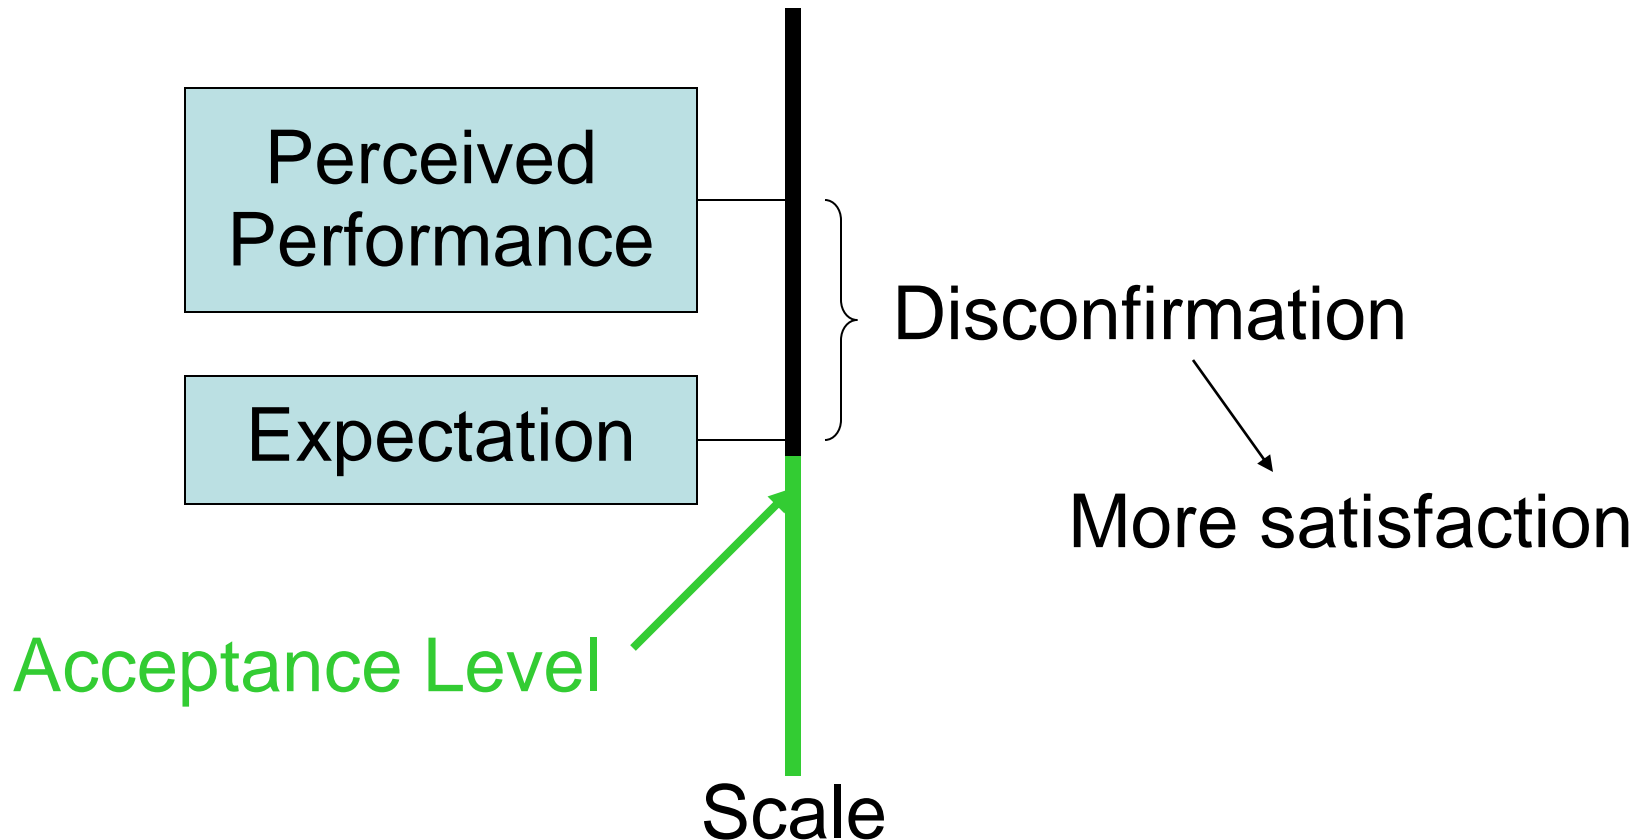 Perceived
Performance
Disconfirmation
Expectation
More satisfaction
Acceptance Level
Scale